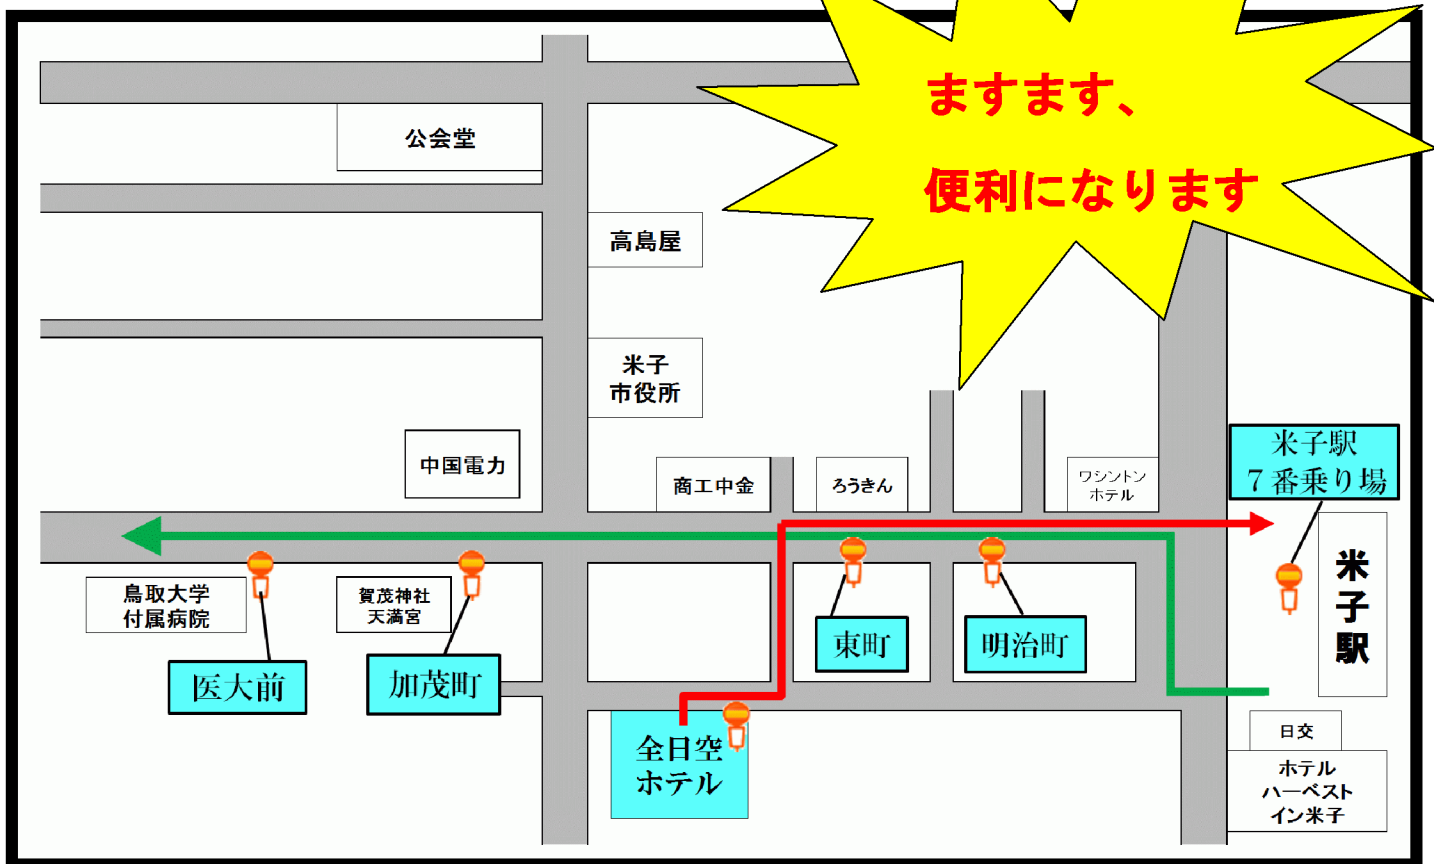 ますます、
便利になります
公会堂
高島屋
米子
市役所
中国電力
商工中金
ろうきん
ワシントン
ホテル
米子駅
７番乗り場
鳥取大学
付属病院
賀茂神社
天満宮
米子駅
東町
明治町
医大前
加茂町
全日空
ホテル
日交
ホテル
ハーベスト
イン米子